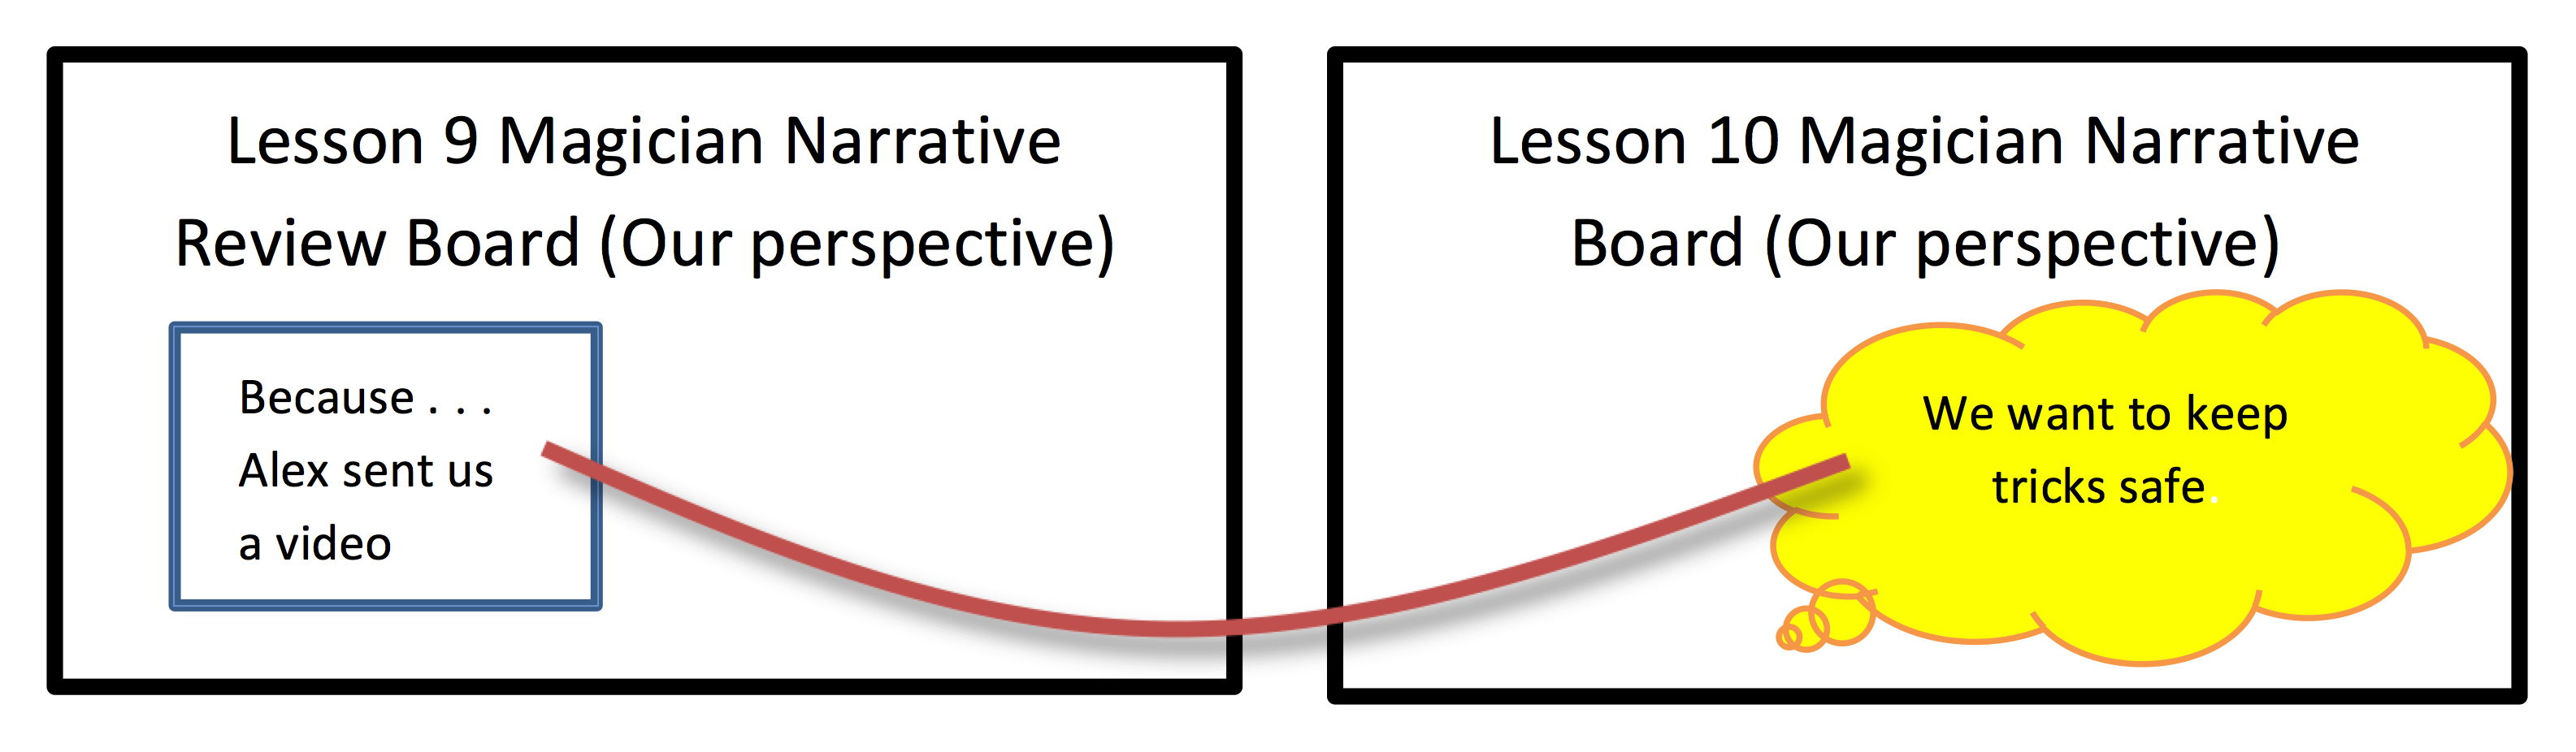 Lesson 9 Magician Narrative
Review Board (Our perspective)
Because . . .
Alex sent us
a video
Lesson 10 Magician Narrative
Board (Our perspective)
We want to keep
tricks safe.